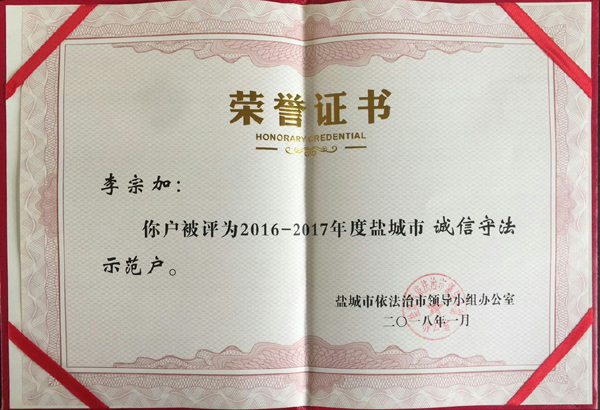 荣誉证书
HONORARY CREDENTIAL
李宗加：
你户被评为2016-2017年度盐城市 诚信守法
示范户。
盐城市依法治市领导小组办公室
二〇一八年一月